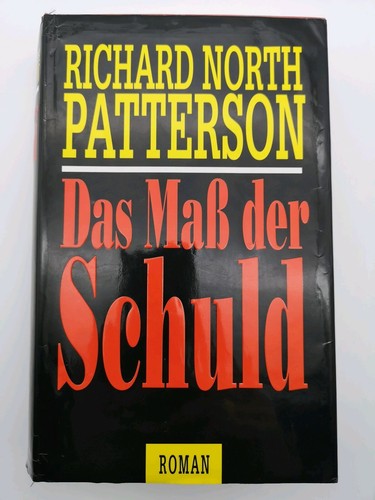 RICHARD NORTH
PATTERSON
Das Maß der
Schuld
ROMAN